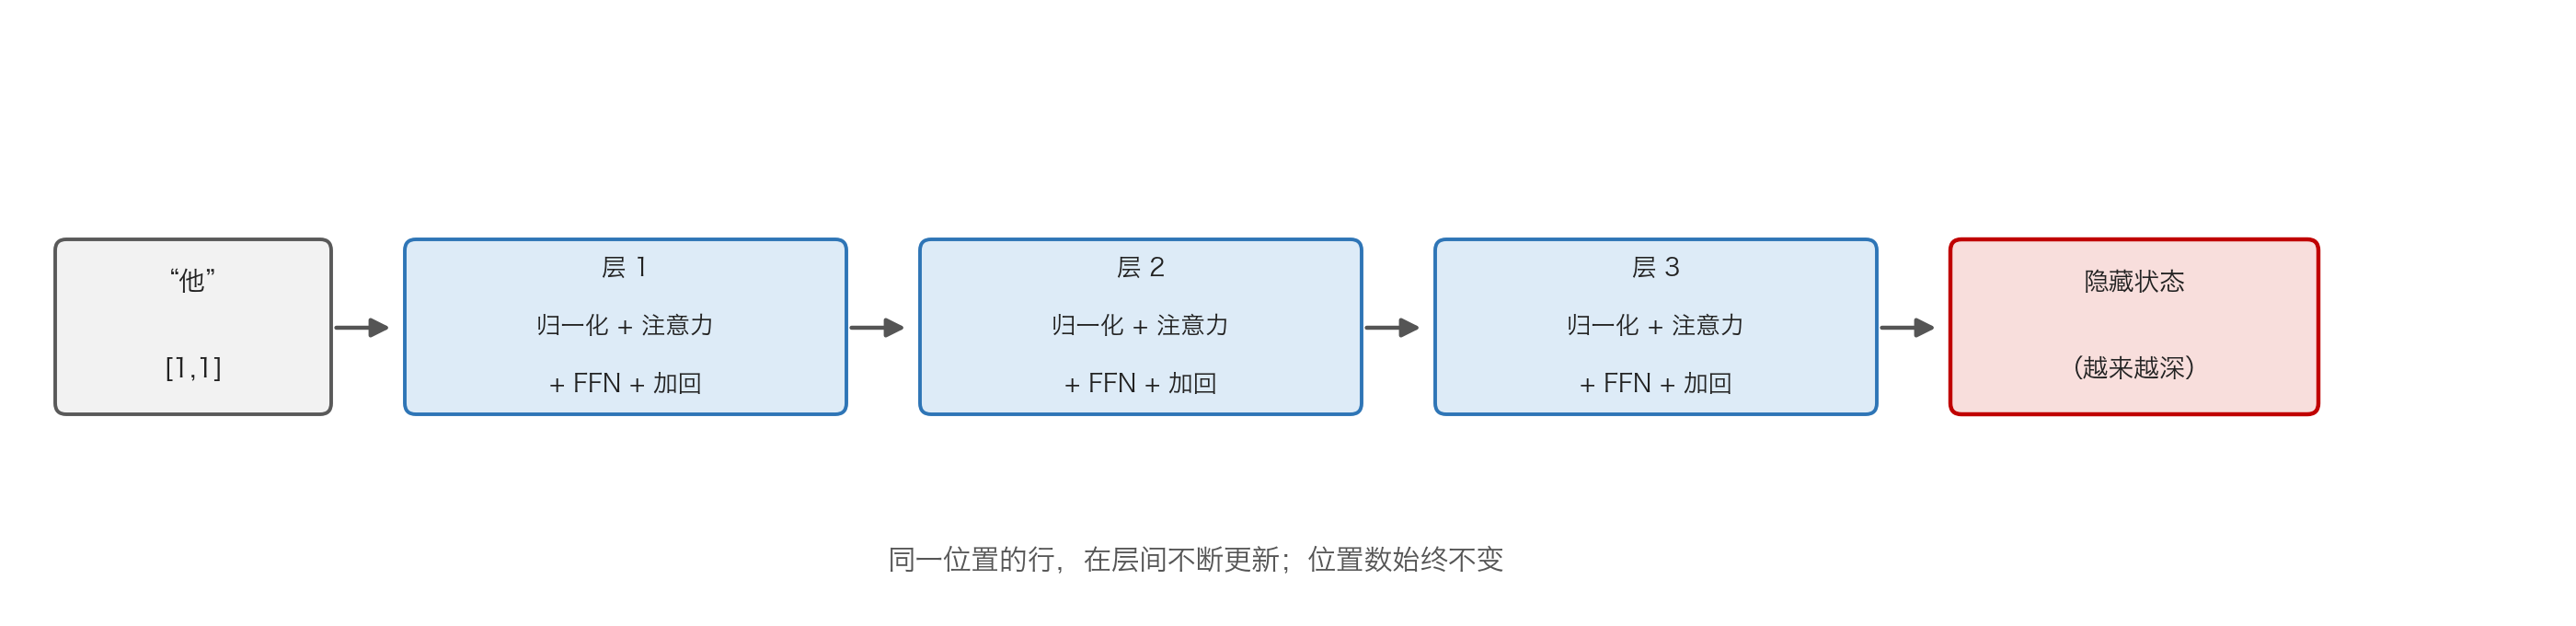 “他”
[1,1]
层 1
归一化 + 注意力
+ FFN + 加回
层 2
归一化 + 注意力
+ FFN + 加回
层 3
归一化 + 注意力
+ FFN + 加回
隐藏状态
（越来越深）
同一位置的行，在层间不断更新；位置数始终不变